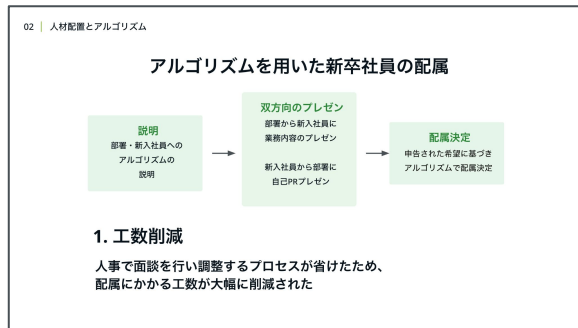 02 | 人材配置とアルゴリズム
アルゴリズムを用いた新卒社員の配属
説明
部署・新入社員への
アルゴリズムの
説明
双方向のプレゼン
部署から新入社員に
業務内容のプレゼン
新入社員から部署に
自己PRプレゼン
配属決定
申告された希望に基づき
アルゴリズムで配属決定
1. 工数削減
人事で面談を行い調整するプロセスが省けたため、
配属にかかる工数が大幅に削減された